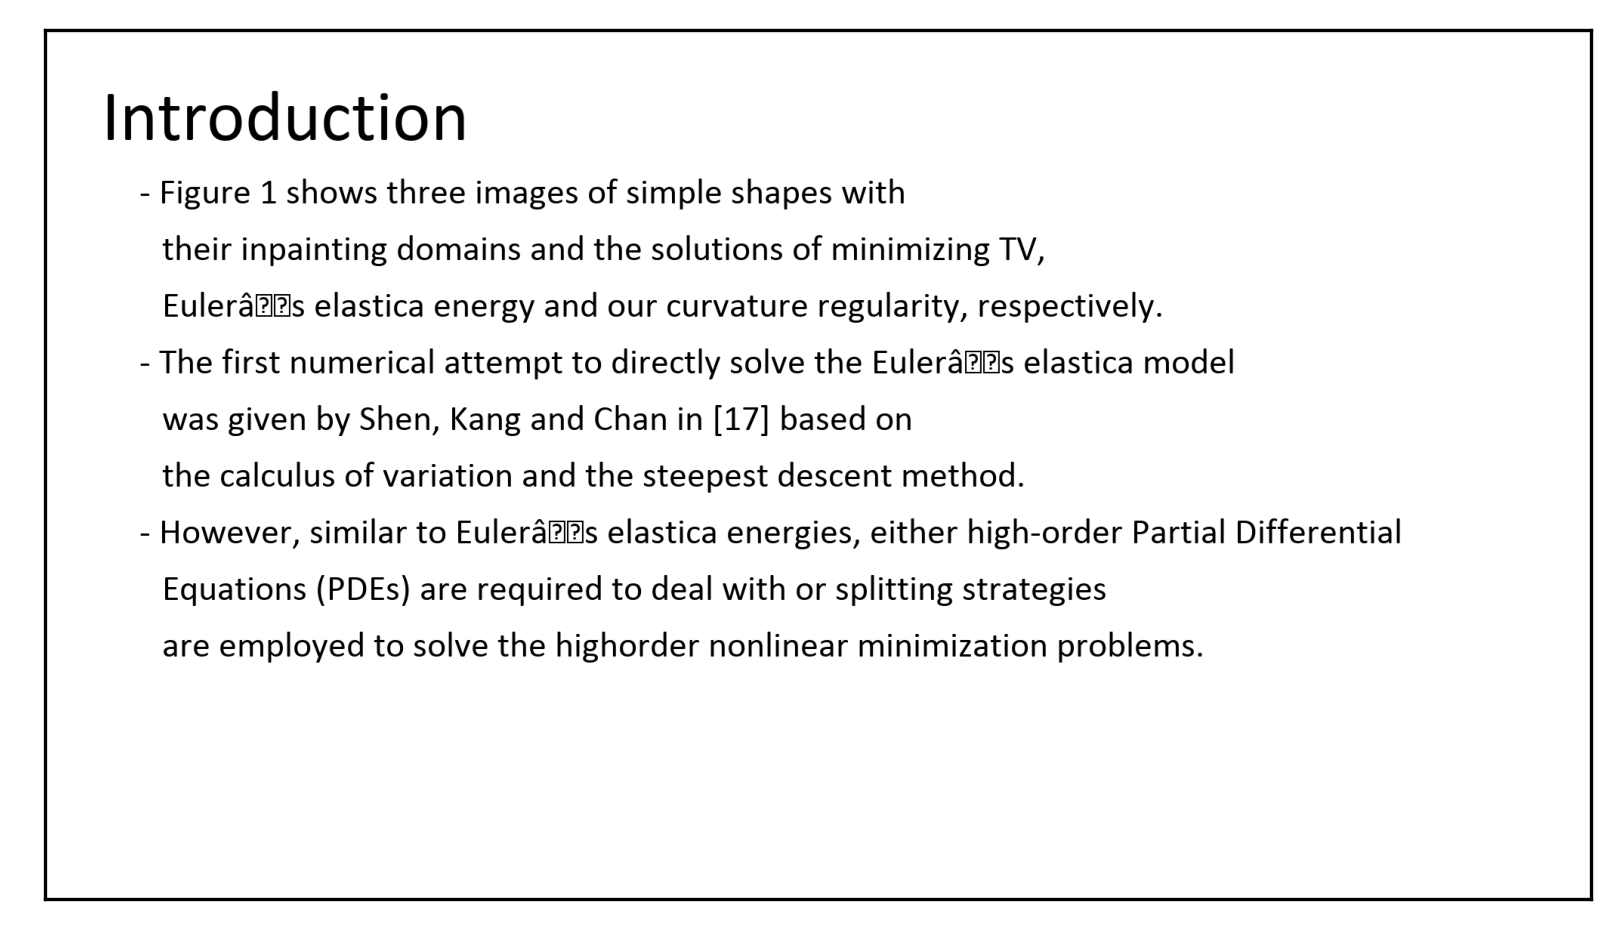 Introduction
- Figure 1 shows three images of simple shapes with
their inpainting domains and the solutions of minimizing TV,
Eulerâ⍰⍰s elastica energy and our curvature regularity, respectively.
- The first numerical attempt to directly solve the Eulerâ⍰⍰s elastica model
was given by Shen, Kang and Chan in [17] based on
the calculus of variation and the steepest descent method.
- However, similar to Eulerâ⍰⍰s elastica energies, either high-order Partial Differential
Equations (PDEs) are required to deal with or splitting strategies
are employed to solve the highorder nonlinear minimization problems.